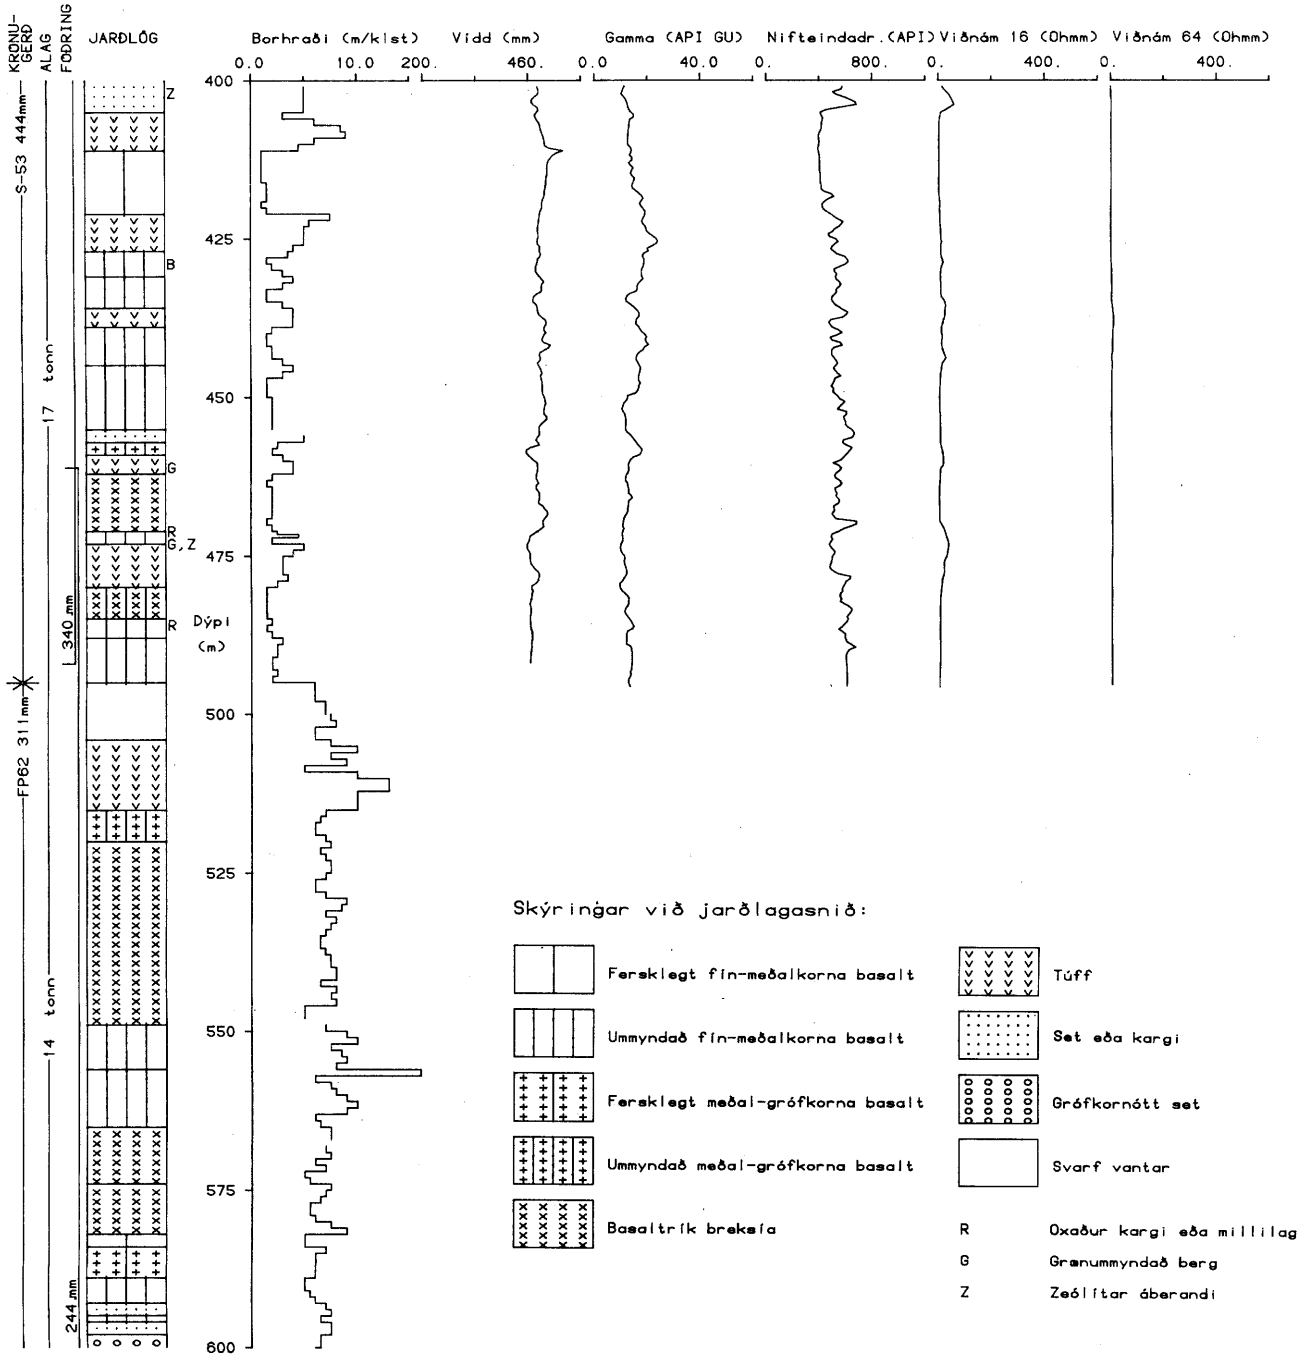 KRÓNU-
GERÐ
ÁLAG
FÓÐRING
JARÐLÖG
Borhraði (m/klst)
Vídd (mm)
Gamma (API GU)
Nifteindadr.(API)
Viðnám 16 (Ohmm)
Viðnám 64 (Ohmm)
0.0 10.0 200
0. 460.
0. 40.0
0. 800.
0. 400.
0. 400.
400
425
450
475
Dýpi
(m)
500
525
550
575
600
S-53 444mm
FP62 311mm
17 tonn
14 tonn
340 mm
244 mm
Z
B
G
R
G,Z
R
Skýringar við jarðlagasnið:
Fersklegt fín-meðalkorna basalt
Ummyndað fín-meðalkorna basalt
Fersklegt meðal-grófkorna basalt
Ummyndað meðal-grófkorna basalt
Basaltrík breksía
Túff
Set eða kargi
Grófkornótt set
Svarf vantar
R Oxaður kargi eða millilag
G Grænummyndað berg
Z Zeólítar áberandi